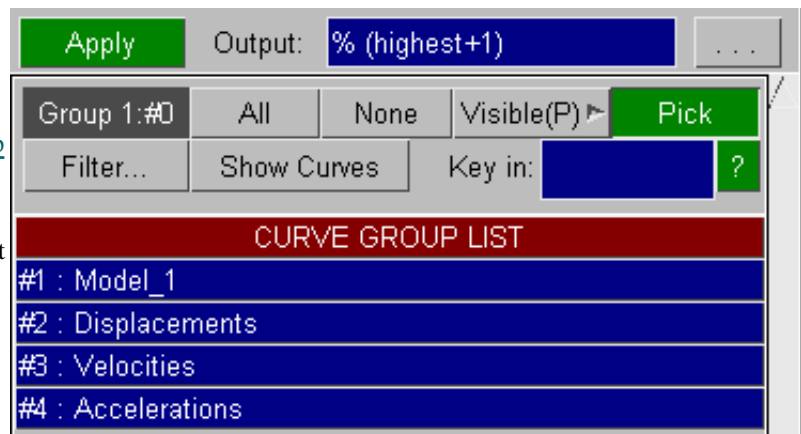 Apply Output: % (highest+1) ...
Group 1:#0 All None Visible(P) Pick
Filter... Show Curves Key in: ?
CURVE GROUP LIST
#1 : Model_1
#2 : Displacements
#3 : Velocities
#4 : Accelerations